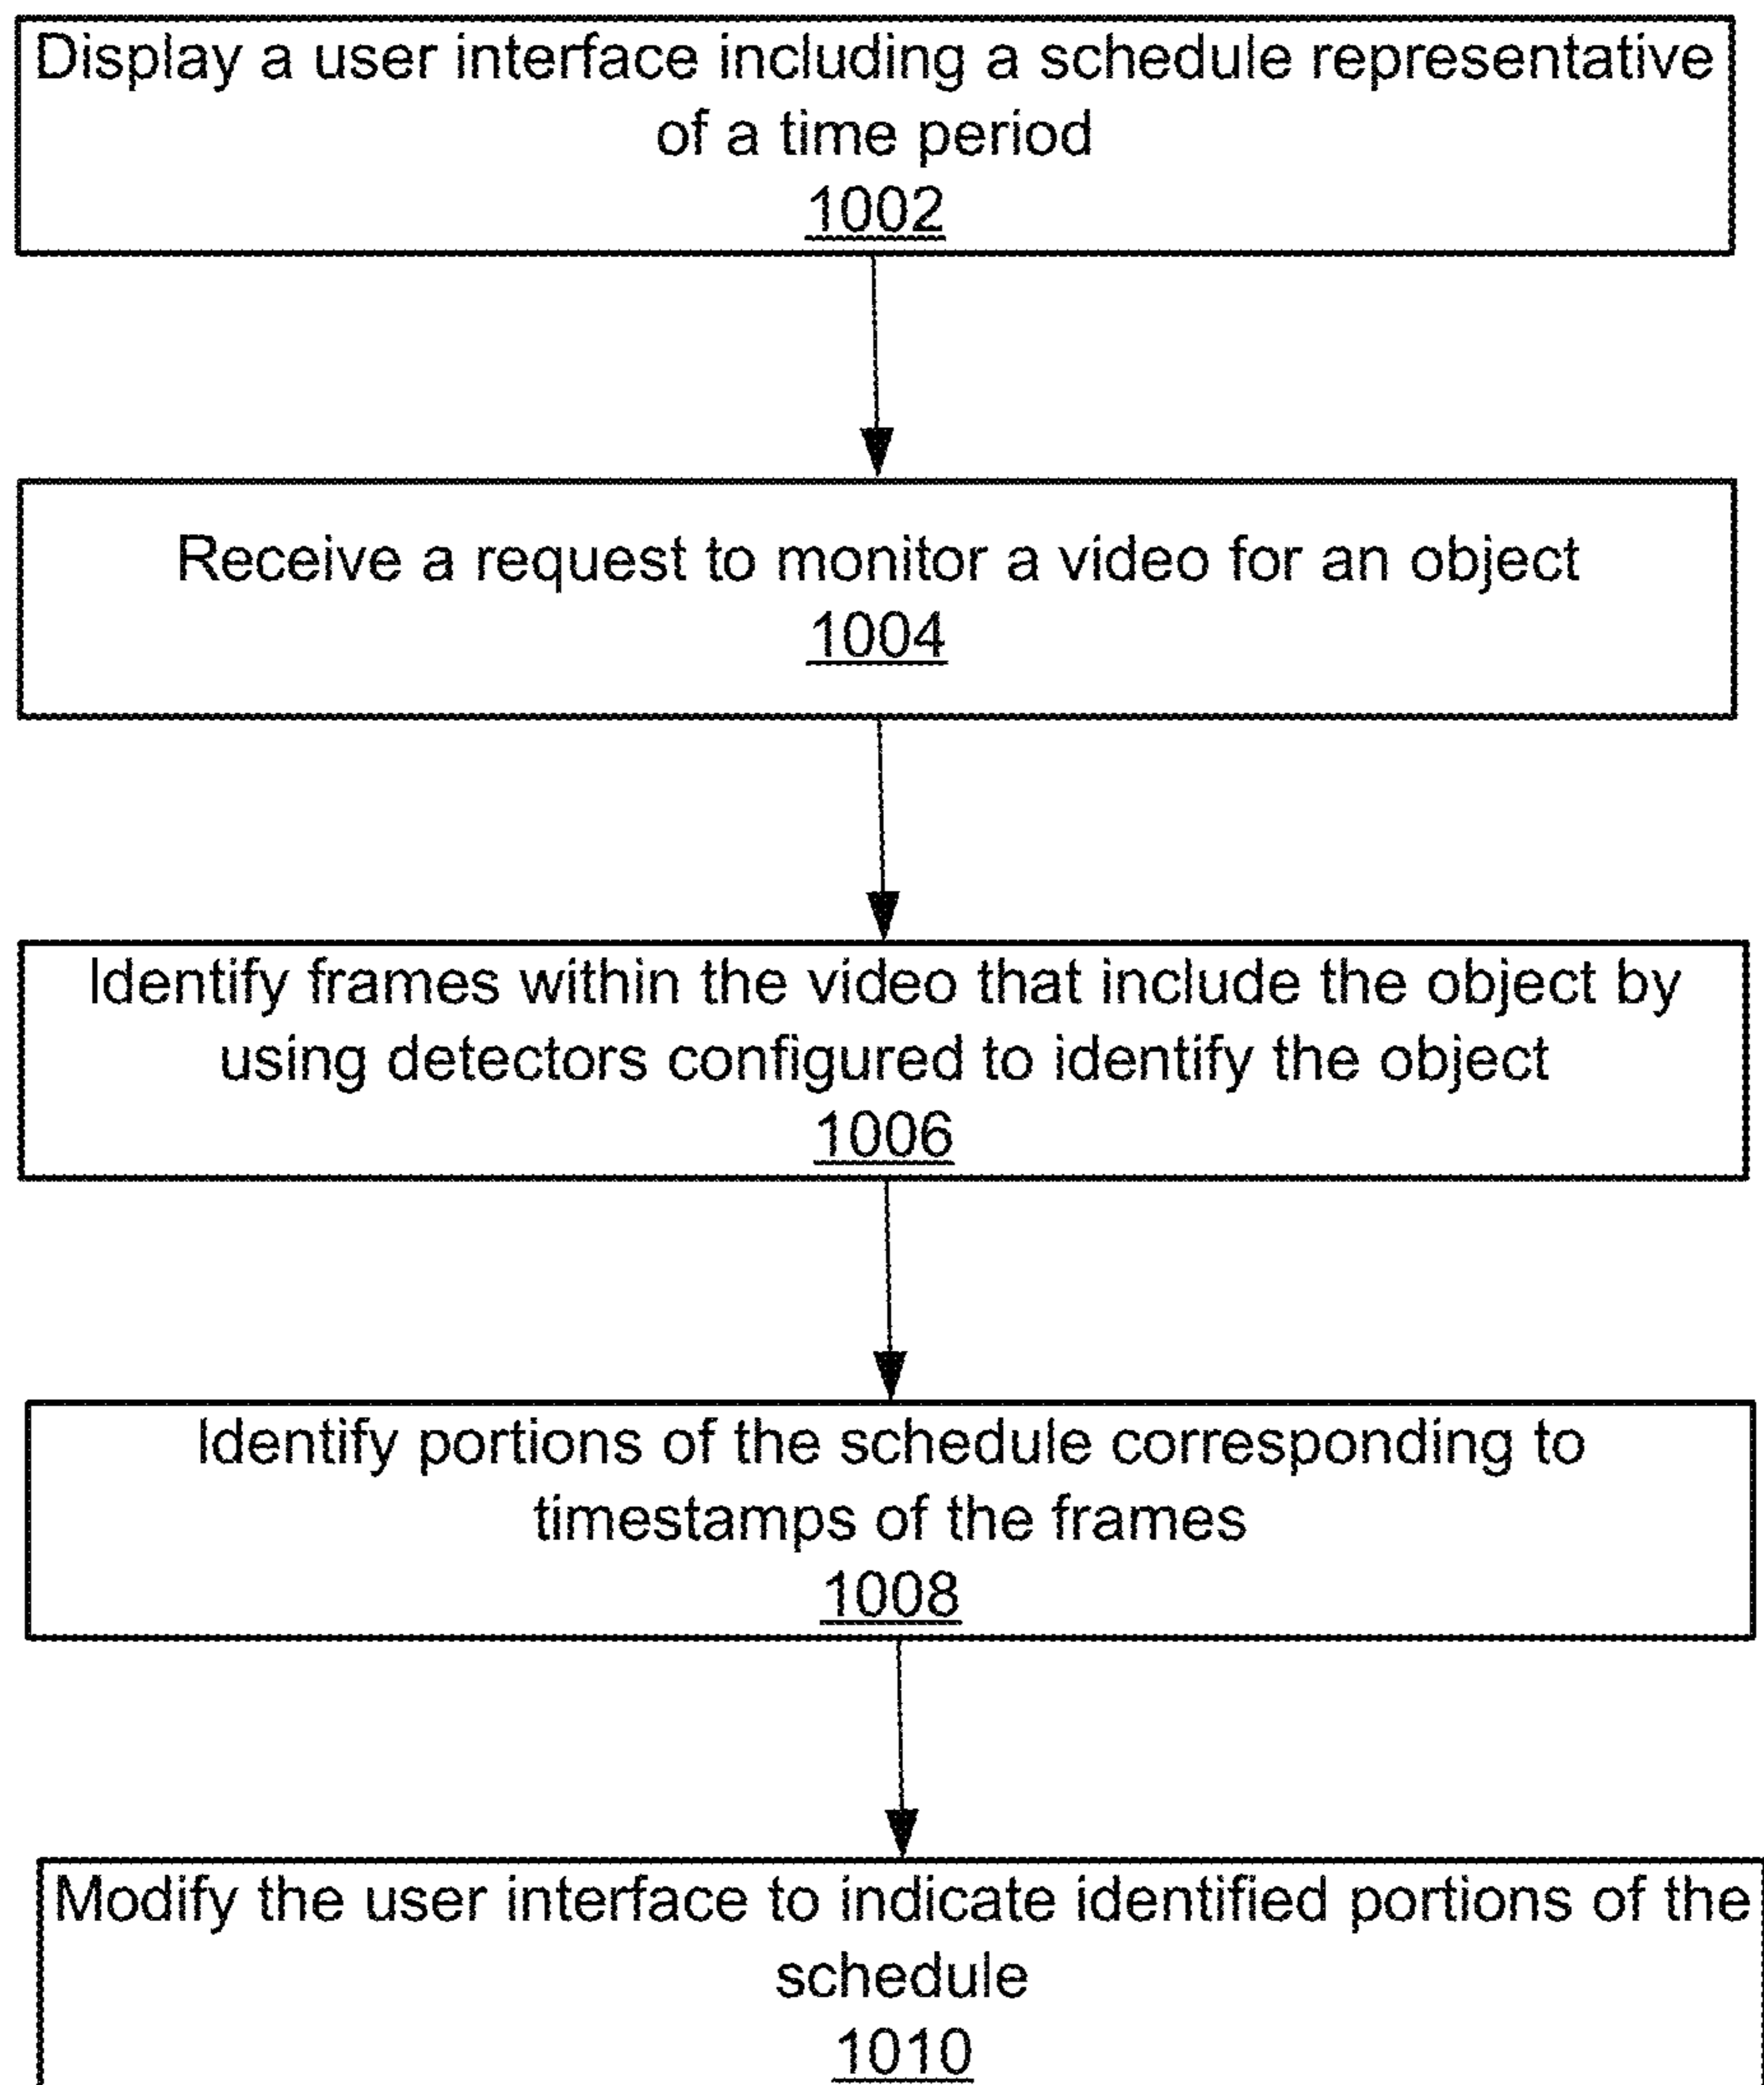 Display a user interface including a schedule representative
of a time period
1002
Receive a request to monitor a video for an object
1004
Identify frames within the video that include the object by
using detectors configured to identify the object
1006
Identify portions of the schedule corresponding to
timestamps of the frames
1008
Modify the user interface to indicate identified portions of the
schedule
1010